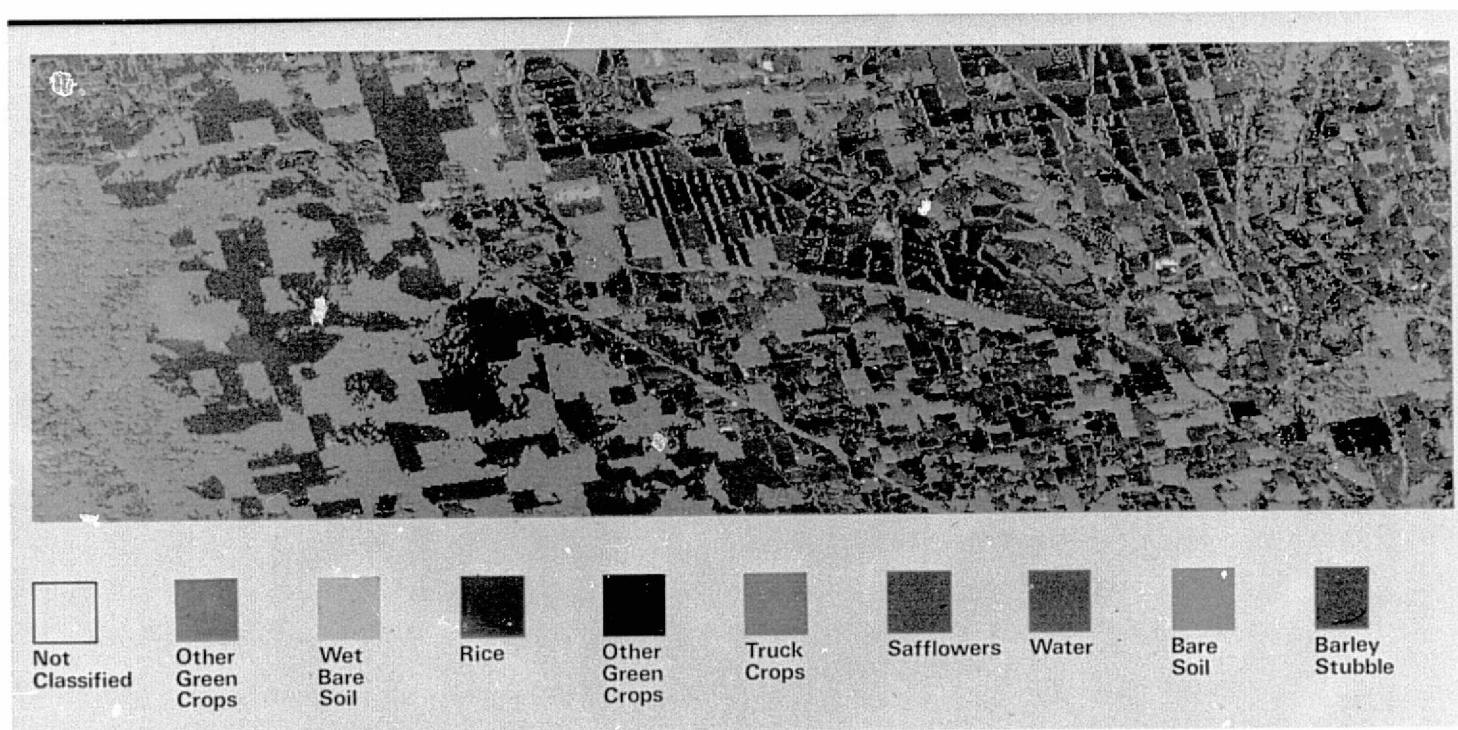 Not
Classified
Other
Green
Crops
Wet
Bare
Soil
Rice
Other
Green
Crops
Truck
Crops
Safflowers
Water
Bare
Soil
Barley
Stubble